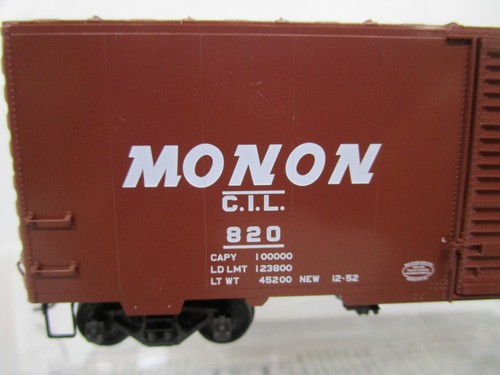 MONON
C.I.L.
820
CAPY 100000
LD LMT 123800
LT WT 45200 NEW 12-52